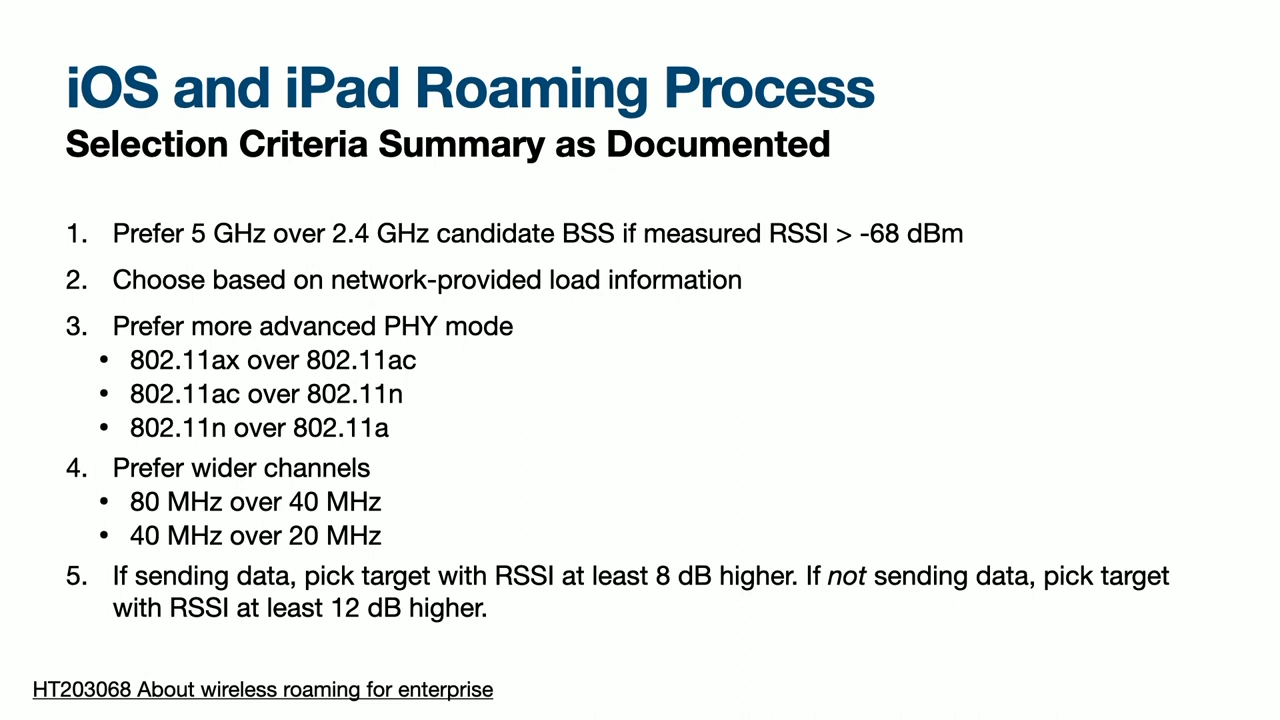 iOS and iPad Roaming Process
Selection Criteria Summary as Documented
1. Prefer 5 GHz over 2.4 GHz candidate BSS if measured RSSI > -68 dBm
2. Choose based on network-provided load information
3. Prefer more advanced PHY mode
• 802.11ax over 802.11ac
• 802.11ac over 802.11n
• 802.11n over 802.11a
4. Prefer wider channels
• 80 MHz over 40 MHz
• 40 MHz over 20 MHz
5. If sending data, pick target with RSSI at least 8 dB higher. If not sending data, pick target
with RSSI at least 12 dB higher.
HT203068 About wireless roaming for enterprise